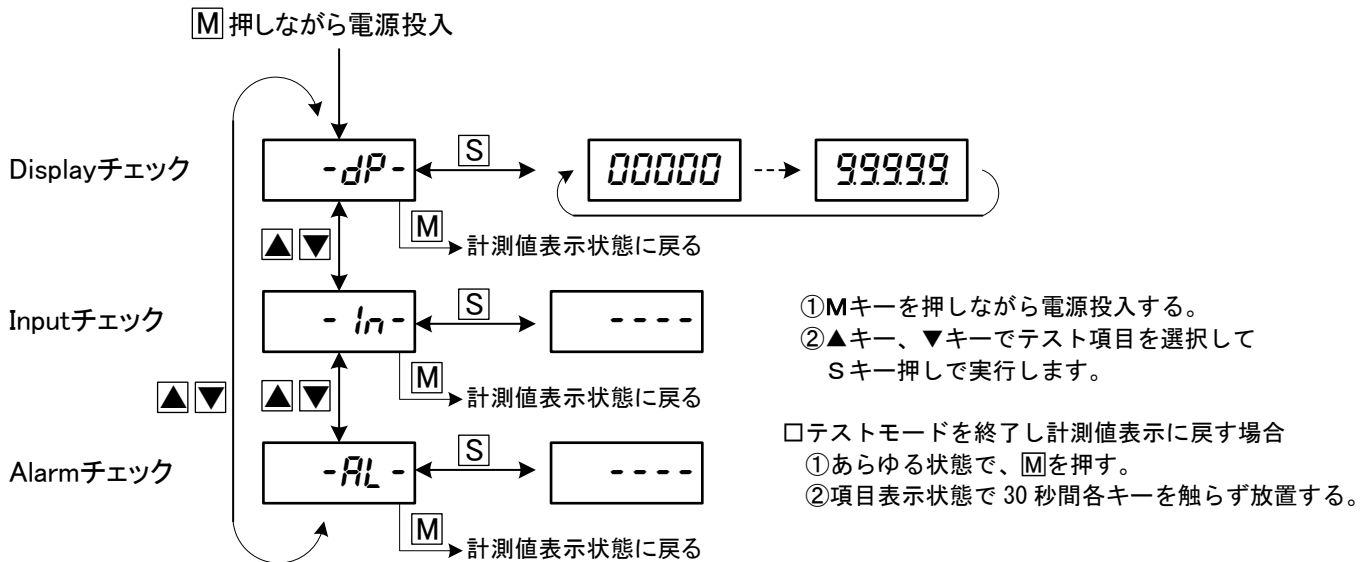 M 押しながら電源投入
Displayチェック
-dP-
S
00000
9.9.9.9.9.
M
計測値表示状態に戻る
▲▼
Inputチェック
- In -
S
----
M
計測値表示状態に戻る
▲▼
▲▼
Alarmチェック
-AL-
S
----
M
計測値表示状態に戻る
①Mキーを押しながら電源投入する。
②▲キー、▼キーでテスト項目を選択して
Sキー押しで実行します。
□テストモードを終了し計測値表示に戻す場合
①あらゆる状態で、Mを押す。
②項目表示状態で 30 秒間各キーを触らず放置する。